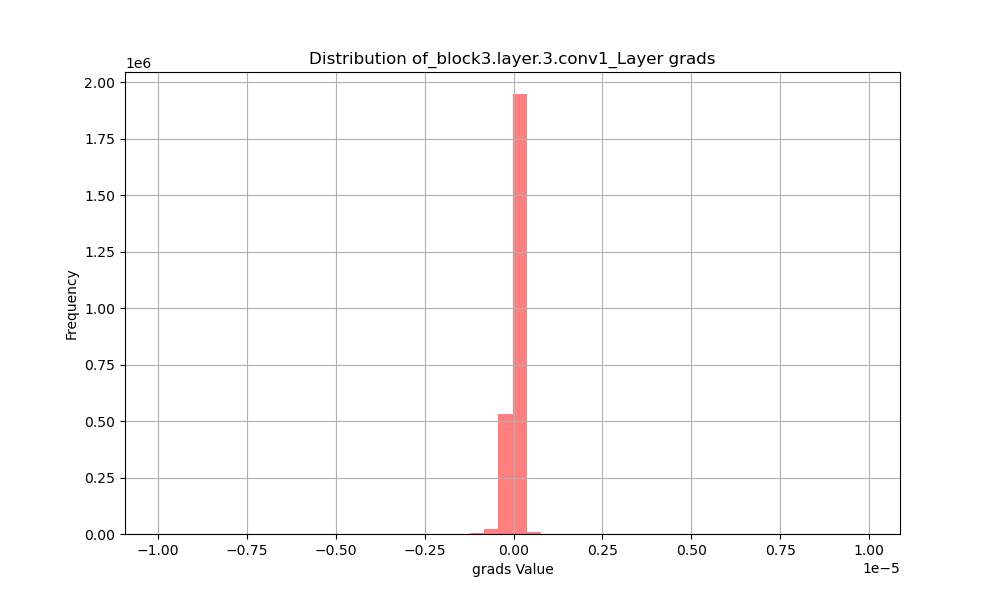 Distribution of_block3.layer.3.conv1_Layer grads
1e6
2.00
1.75
1.50
1.25
1.00
0.75
0.50
0.25
0.00
Frequency
−1.00 −0.75 −0.50 −0.25 0.00 0.25 0.50 0.75 1.00
1e−5
grads Value